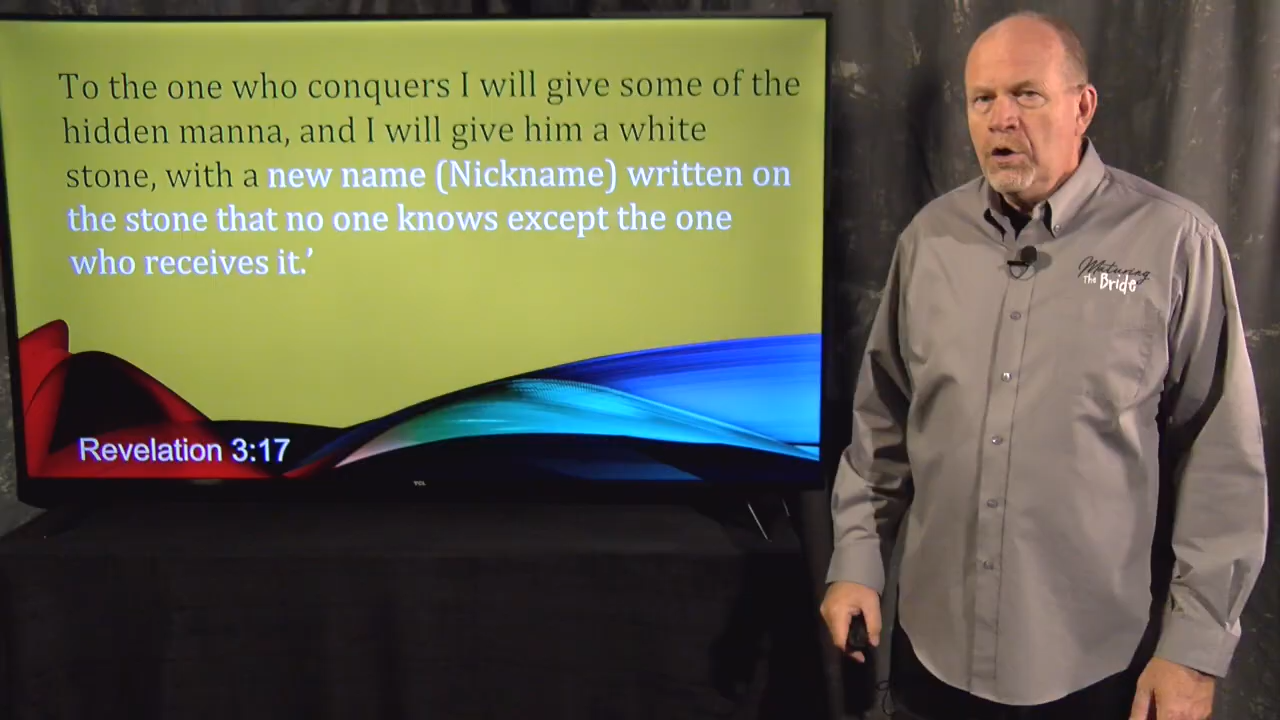 To the one who conquers I will give some of the
hidden manna, and I will give him a white
stone, with a new name (Nickname) written on
the stone that no one knows except the one
who receives it.’
Revelation 3:17
TCL
Maturing
The Bride